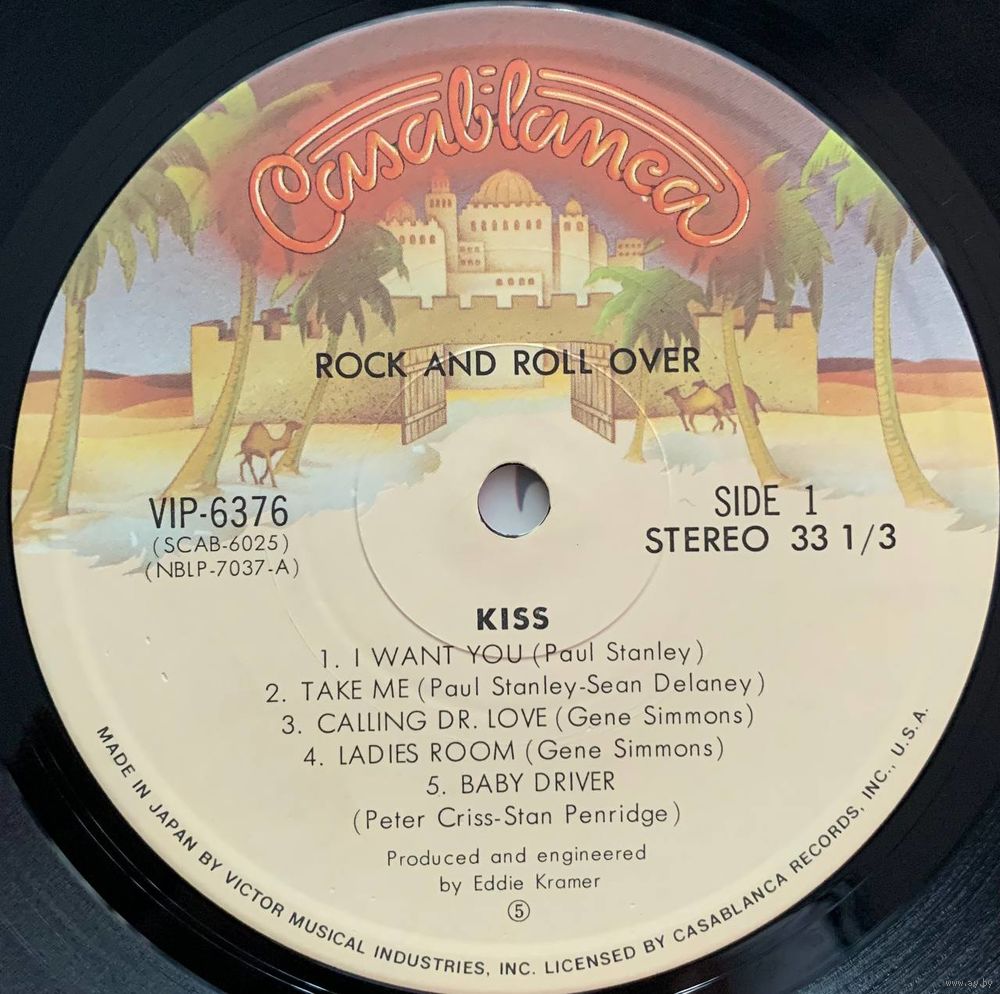 Casablanca
ROCK AND ROLL OVER
VIP-6376
(SCAB-6025)
(NBLP-7037-A)
SIDE 1
STEREO 33 1/3
KISS
1. I WANT YOU (Paul Stanley)
2. TAKE ME (Paul Stanley-Sean Delaney)
3. CALLING DR. LOVE (Gene Simmons)
4. LADIES ROOM (Gene Simmons)
5. BABY DRIVER
(Peter Criss-Stan Penridge)
Produced and engineered
by Eddie Kramer
⑤
MADE IN JAPAN BY VICTOR MUSICAL INDUSTRIES, INC. LICENSED BY CASABLANCA RECORDS, INC., U.S.A.
www.ay.by